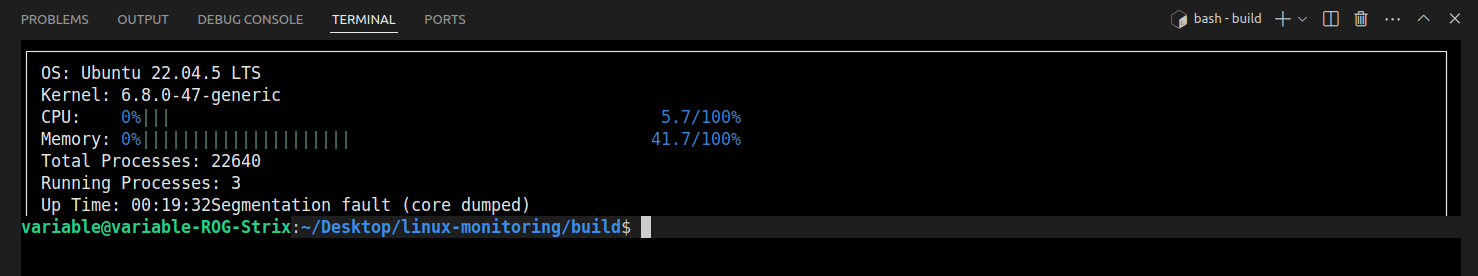 PROBLEMS OUTPUT DEBUG CONSOLE TERMINAL PORTS bash - build
OS: Ubuntu 22.04.5 LTS
Kernel: 6.8.0-47-generic
CPU: 0%||| 5.7/100%
Memory: 0%||||||||||||||||||||| 41.7/100%
Total Processes: 22640
Running Processes: 3
Up Time: 00:19:32Segmentation fault (core dumped)
variable@variable-ROG-Strix:~/Desktop/linux-monitoring/build$